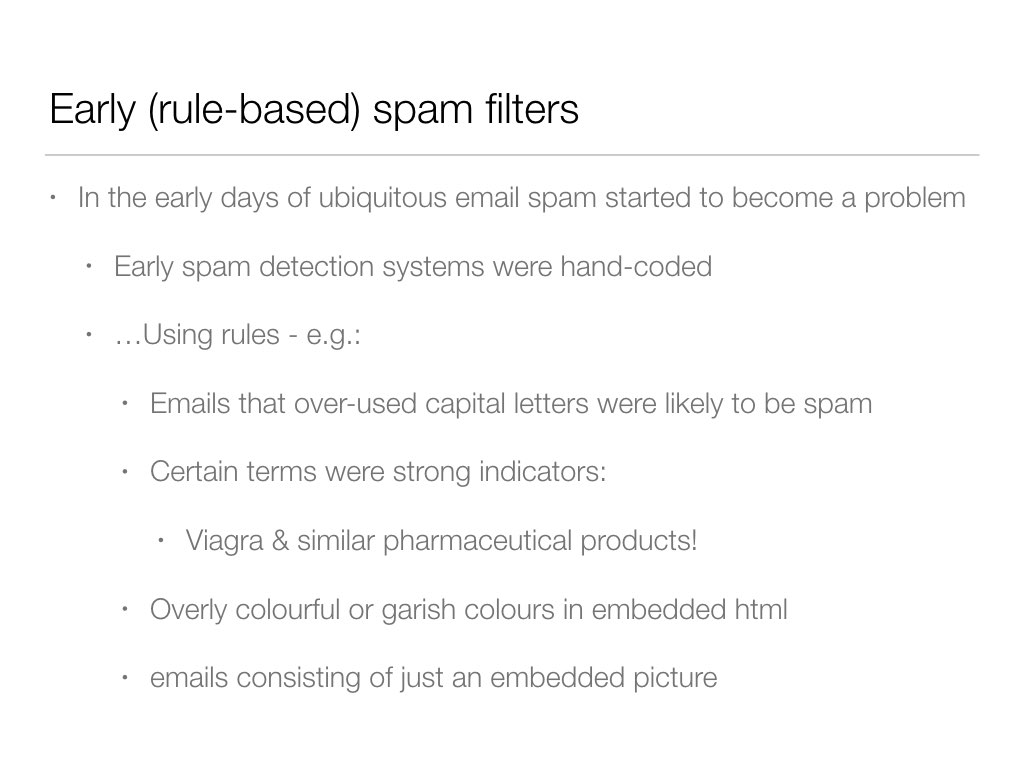 Early (rule-based) spam filters
• In the early days of ubiquitous email spam started to become a problem
• Early spam detection systems were hand-coded
• …Using rules - e.g.:
• Emails that over-used capital letters were likely to be spam
• Certain terms were strong indicators:
• Viagra & similar pharmaceutical products!
• Overly colourful or garish colours in embedded html
• emails consisting of just an embedded picture